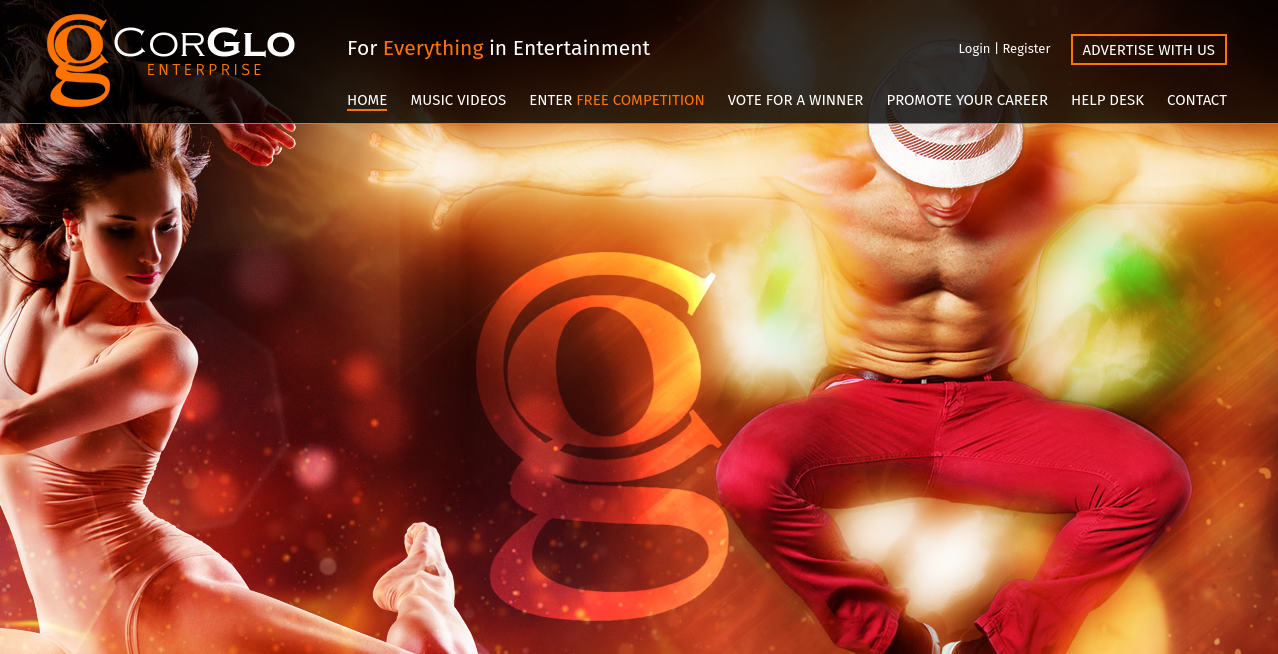 g CORGLO
ENTERPRISE
For Everything in Entertainment
Login | Register
ADVERTISE WITH US
HOME MUSIC VIDEOS ENTER FREE COMPETITION VOTE FOR A WINNER PROMOTE YOUR CAREER HELP DESK CONTACT
g